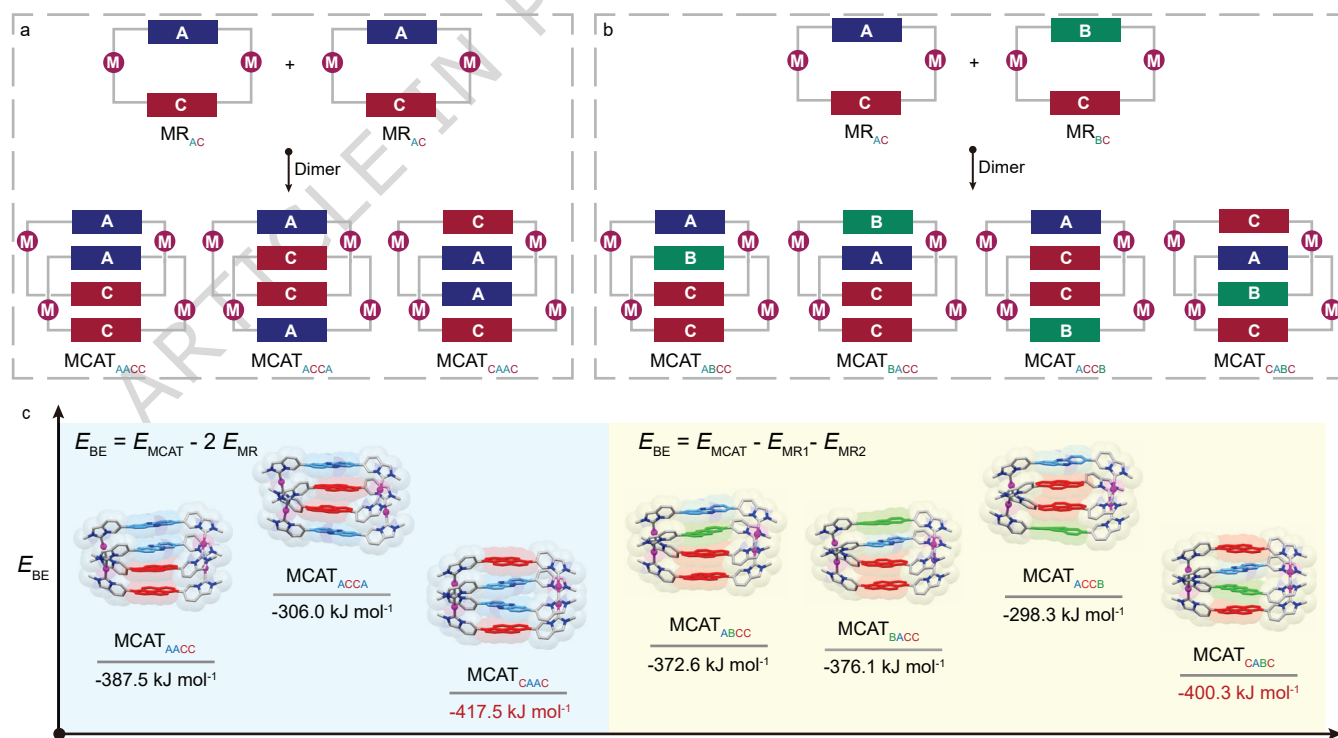 a
A
A
M
M
+
M
M
C
C
MR_AC
MR_AC
Dimer
A
A
C
M
M
M
M
M
M
A
C
A
C
C
A
M
M
M
M
M
M
C
A
C
MCAT_AACC
MCAT_ACCA
MCAT_CAAC
b
A
B
M
M
+
M
M
C
C
MR_AC
MR_BC
Dimer
A
B
A
C
M
M
M
M
M
M
M
M
B
A
C
A
C
C
C
B
M
M
M
M
M
M
M
M
C
C
B
C
MCAT_ABCC
MCAT_BACC
MCAT_ACCB
MCAT_CABC
ARTICLE IN P
c
E_BE
E_BE = E_MCAT - 2 E_MR
MCAT_AACC
-387.5 kJ mol⁻¹
MCAT_ACCA
-306.0 kJ mol⁻¹
MCAT_CAAC
-417.5 kJ mol⁻¹
E_BE = E_MCAT - E_MR1 - E_MR2
MCAT_ABCC
-372.6 kJ mol⁻¹
MCAT_BACC
-376.1 kJ mol⁻¹
MCAT_ACCB
-298.3 kJ mol⁻¹
MCAT_CABC
-400.3 kJ mol⁻¹